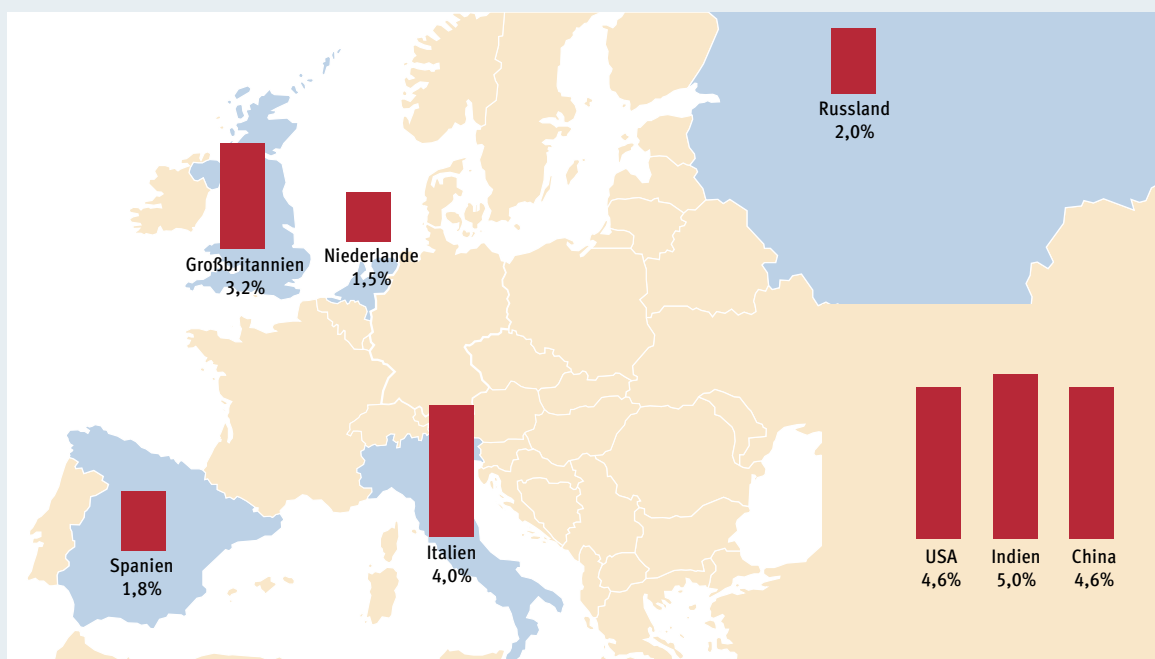 Russland
2,0%
Großbritannien
3,2%
Niederlande
1,5%
Spanien
1,8%
Italien
4,0%
USA
4,6%
Indien
5,0%
China
4,6%